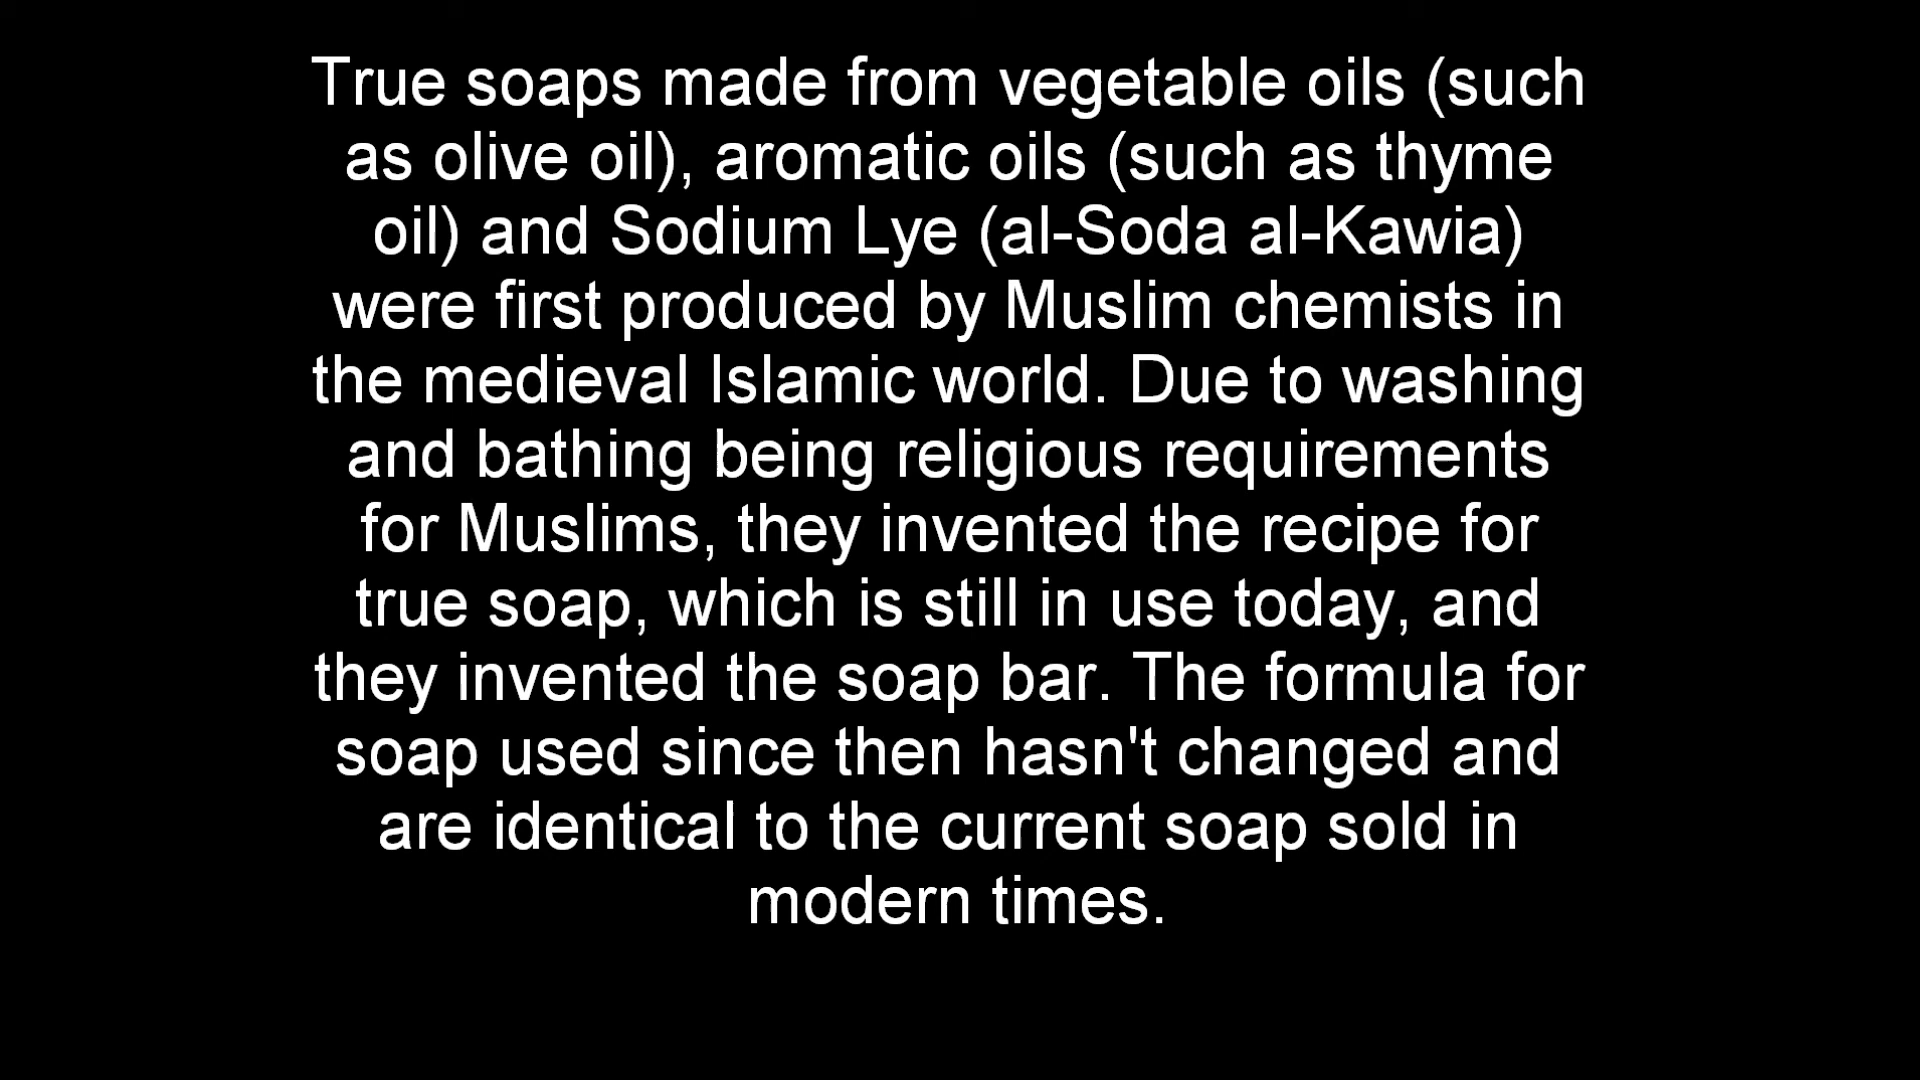 True soaps made from vegetable oils (such
as olive oil), aromatic oils (such as thyme
oil) and Sodium Lye (al-Soda al-Kawia)
were first produced by Muslim chemists in
the medieval Islamic world. Due to washing
and bathing being religious requirements
for Muslims, they invented the recipe for
true soap, which is still in use today, and
they invented the soap bar. The formula for
soap used since then hasn't changed and
are identical to the current soap sold in
modern times.